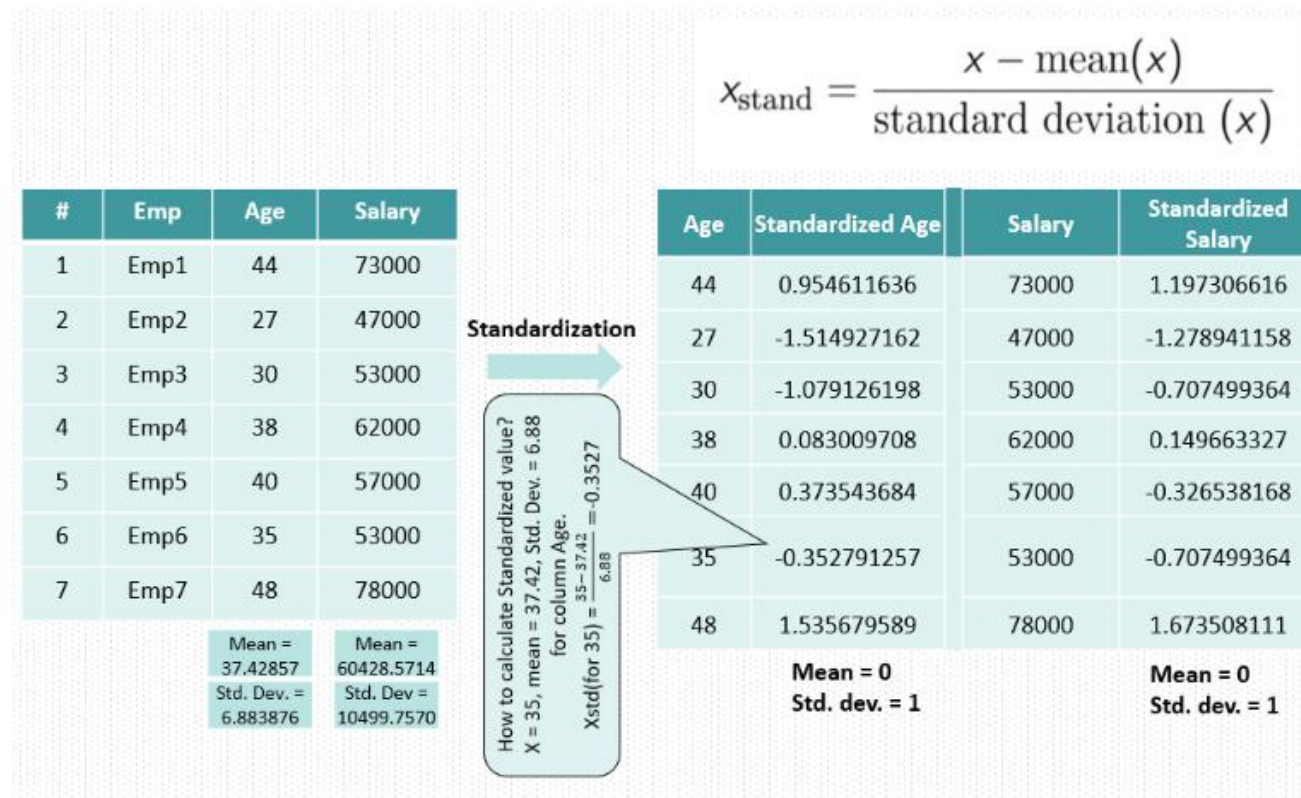 x_stand = x − mean(x) / standard deviation (x)
# Emp Age Salary
1 Emp1 44 73000
2 Emp2 27 47000
3 Emp3 30 53000
4 Emp4 38 62000
5 Emp5 40 57000
6 Emp6 35 53000
7 Emp7 48 78000
Mean =
37.42857
Std. Dev. =
6.883876
Mean =
60428.5714
Std. Dev =
10499.7570
Standardization
How to calculate Standardized value?
X = 35, mean = 37.42, Std. Dev. = 6.88
for column Age.
Xstd(for 35) = 35−37.42 / 6.88 =-0.3527
Age Standardized Age Salary Standardized Salary
44 0.954611636 73000 1.197306616
27 -1.514927162 47000 -1.278941158
30 -1.079126198 53000 -0.707499364
38 0.083009708 62000 0.149663327
40 0.373543684 57000 -0.326538168
35 -0.352791257 53000 -0.707499364
48 1.535679589 78000 1.673508111
Mean = 0
Std. dev. = 1
Mean = 0
Std. dev. = 1